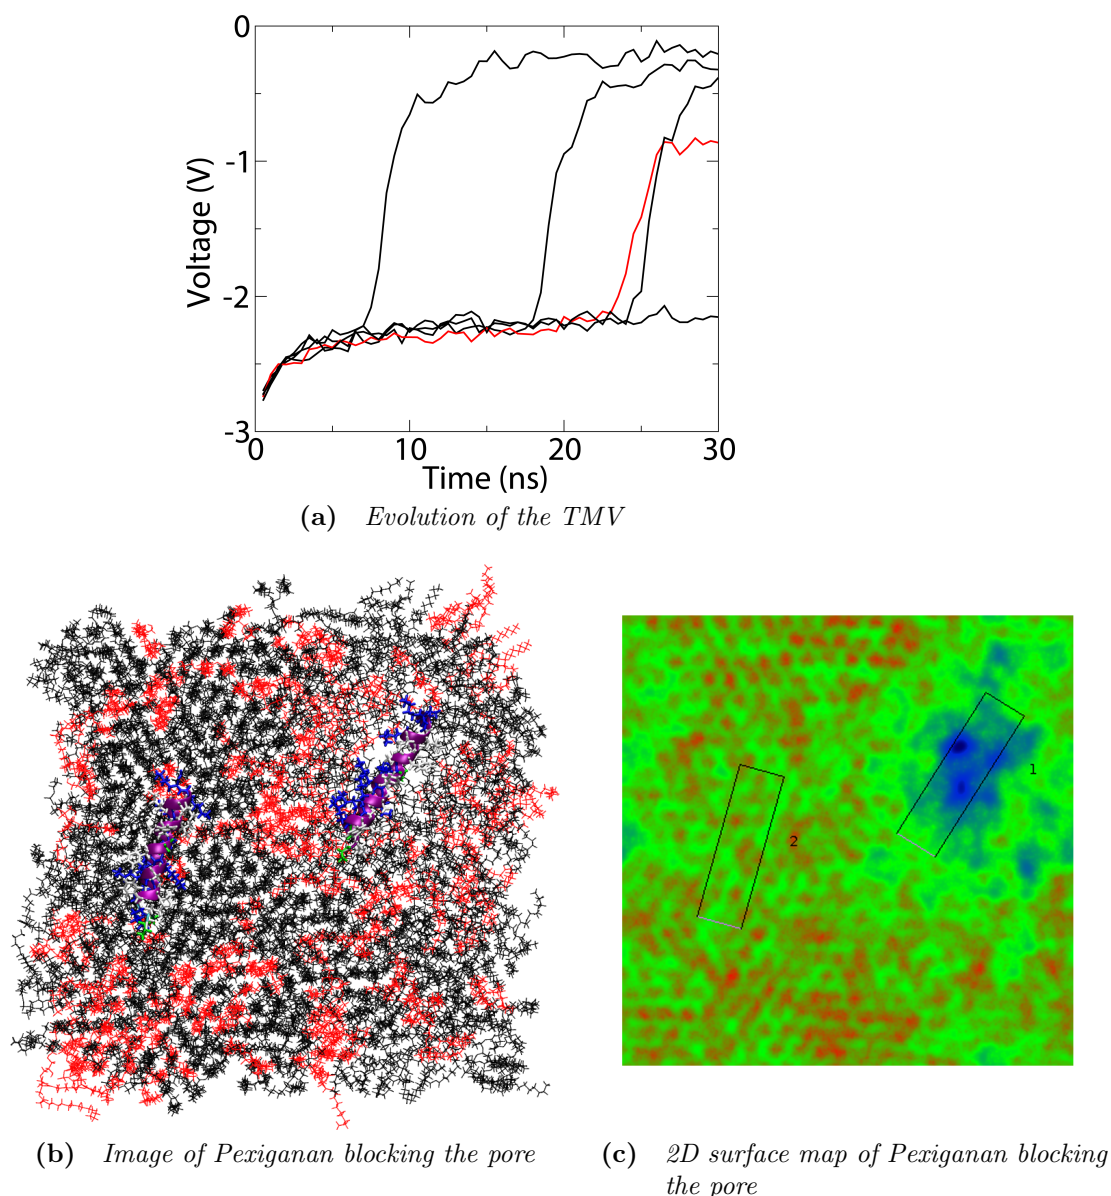 0
-1
-2
-3
Voltage (V)
0 10 20 30
Time (ns)
(a) Evolution of the TMV
1
2
(b) Image of Pexiganan blocking the pore
(c) 2D surface map of Pexiganan blocking
the pore